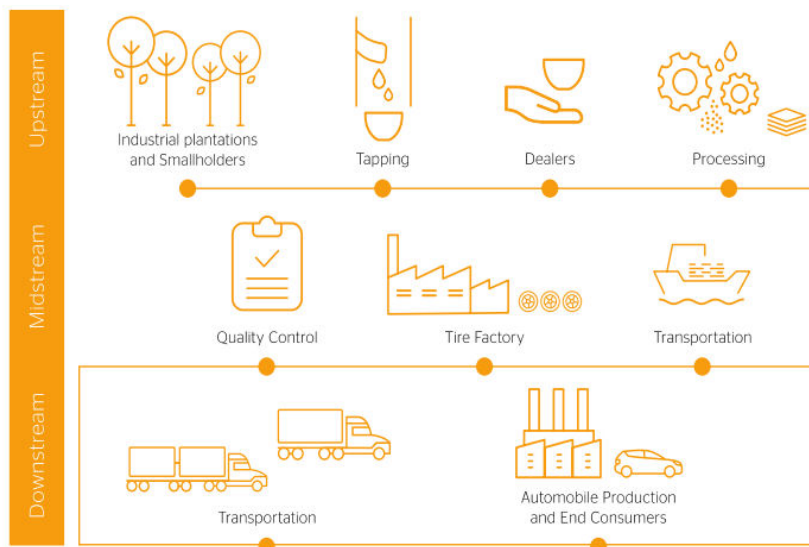 Upstream
Industrial plantations
and Smallholders
Tapping
Dealers
Processing
Midstream
Quality Control
Tire Factory
Transportation
Downstream
Transportation
Automobile Production
and End Consumers